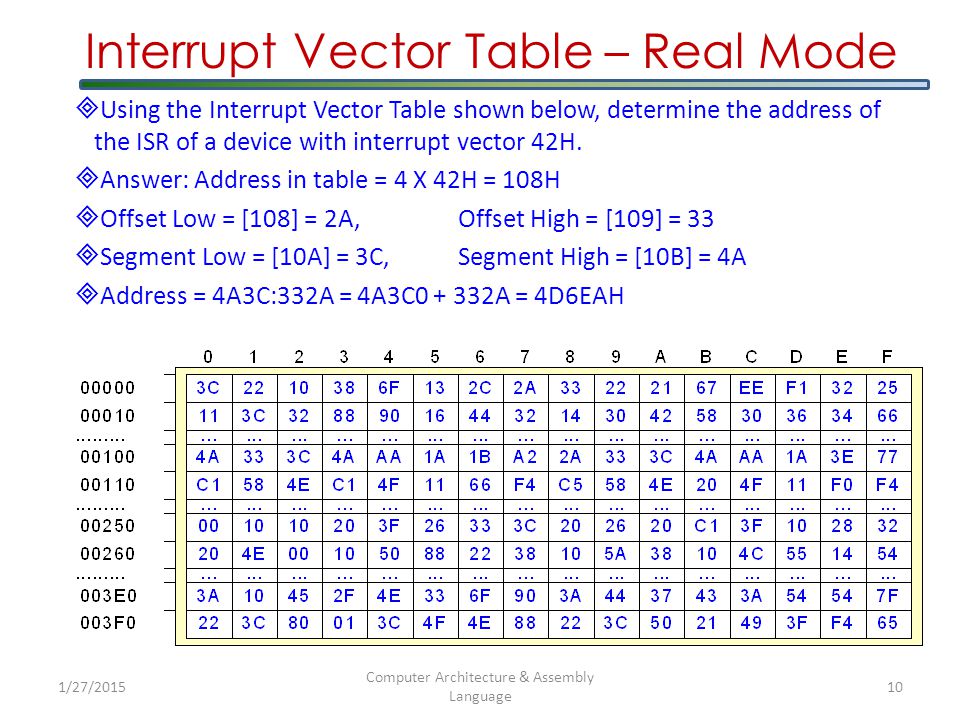 Interrupt Vector Table – Real Mode
Using the Interrupt Vector Table shown below, determine the address of
the ISR of a device with interrupt vector 42H.
Answer: Address in table = 4 X 42H = 108H
Offset Low = [108] = 2A, Offset High = [109] = 33
Segment Low = [10A] = 3C, Segment High = [10B] = 4A
Address = 4A3C:332A = 4A3C0 + 332A = 4D6EAH
0 1 2 3 4 5 6 7 8 9 A B C D E F
00000 3C 22 10 38 6F 13 2C 2A 33 22 21 67 EE F1 32 25
00010 11 3C 32 88 90 16 44 32 14 30 42 58 30 36 34 66
......... ... ... ... ... ... ... ... ... ... ... ... ... ... ... ... ...
00100 4A 33 3C 4A AA 1A 1B A2 2A 33 3C 4A AA 1A 3E 77
00110 C1 58 4E C1 4F 11 66 F4 C5 58 4E 20 4F 11 F0 F4
......... ... ... ... ... ... ... ... ... ... ... ... ... ... ... ... ...
00250 00 10 10 20 3F 26 33 3C 20 26 20 C1 3F 10 28 32
00260 20 4E 00 10 50 88 22 38 10 5A 38 10 4C 55 14 54
......... ... ... ... ... ... ... ... ... ... ... ... ... ... ... ... ...
003E0 3A 10 45 2F 4E 33 6F 90 3A 44 37 43 3A 54 54 7F
003F0 22 3C 80 01 3C 4F 4E 88 22 3C 50 21 49 3F F4 65
1/27/2015
Computer Architecture & Assembly
Language
10